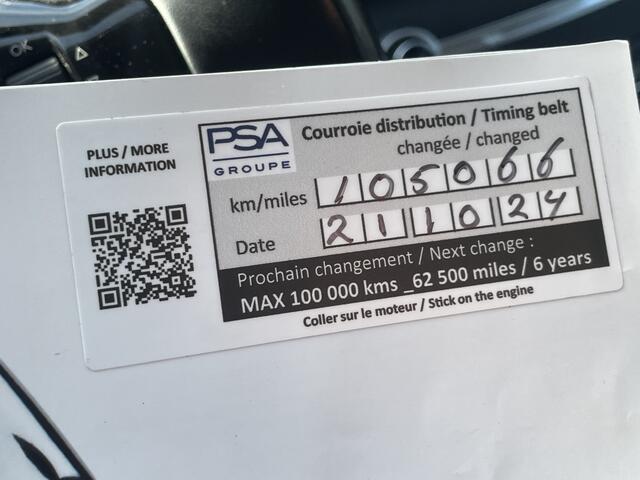 OK
PLUS / MORE
INFORMATION
PSA
GROUPE
Courroie distribution / Timing belt
changée / changed
km/miles 105066
Date 211024
Prochain changement / Next change :
MAX 100 000 kms _62 500 miles / 6 years
Coller sur le moteur / Stick on the engine